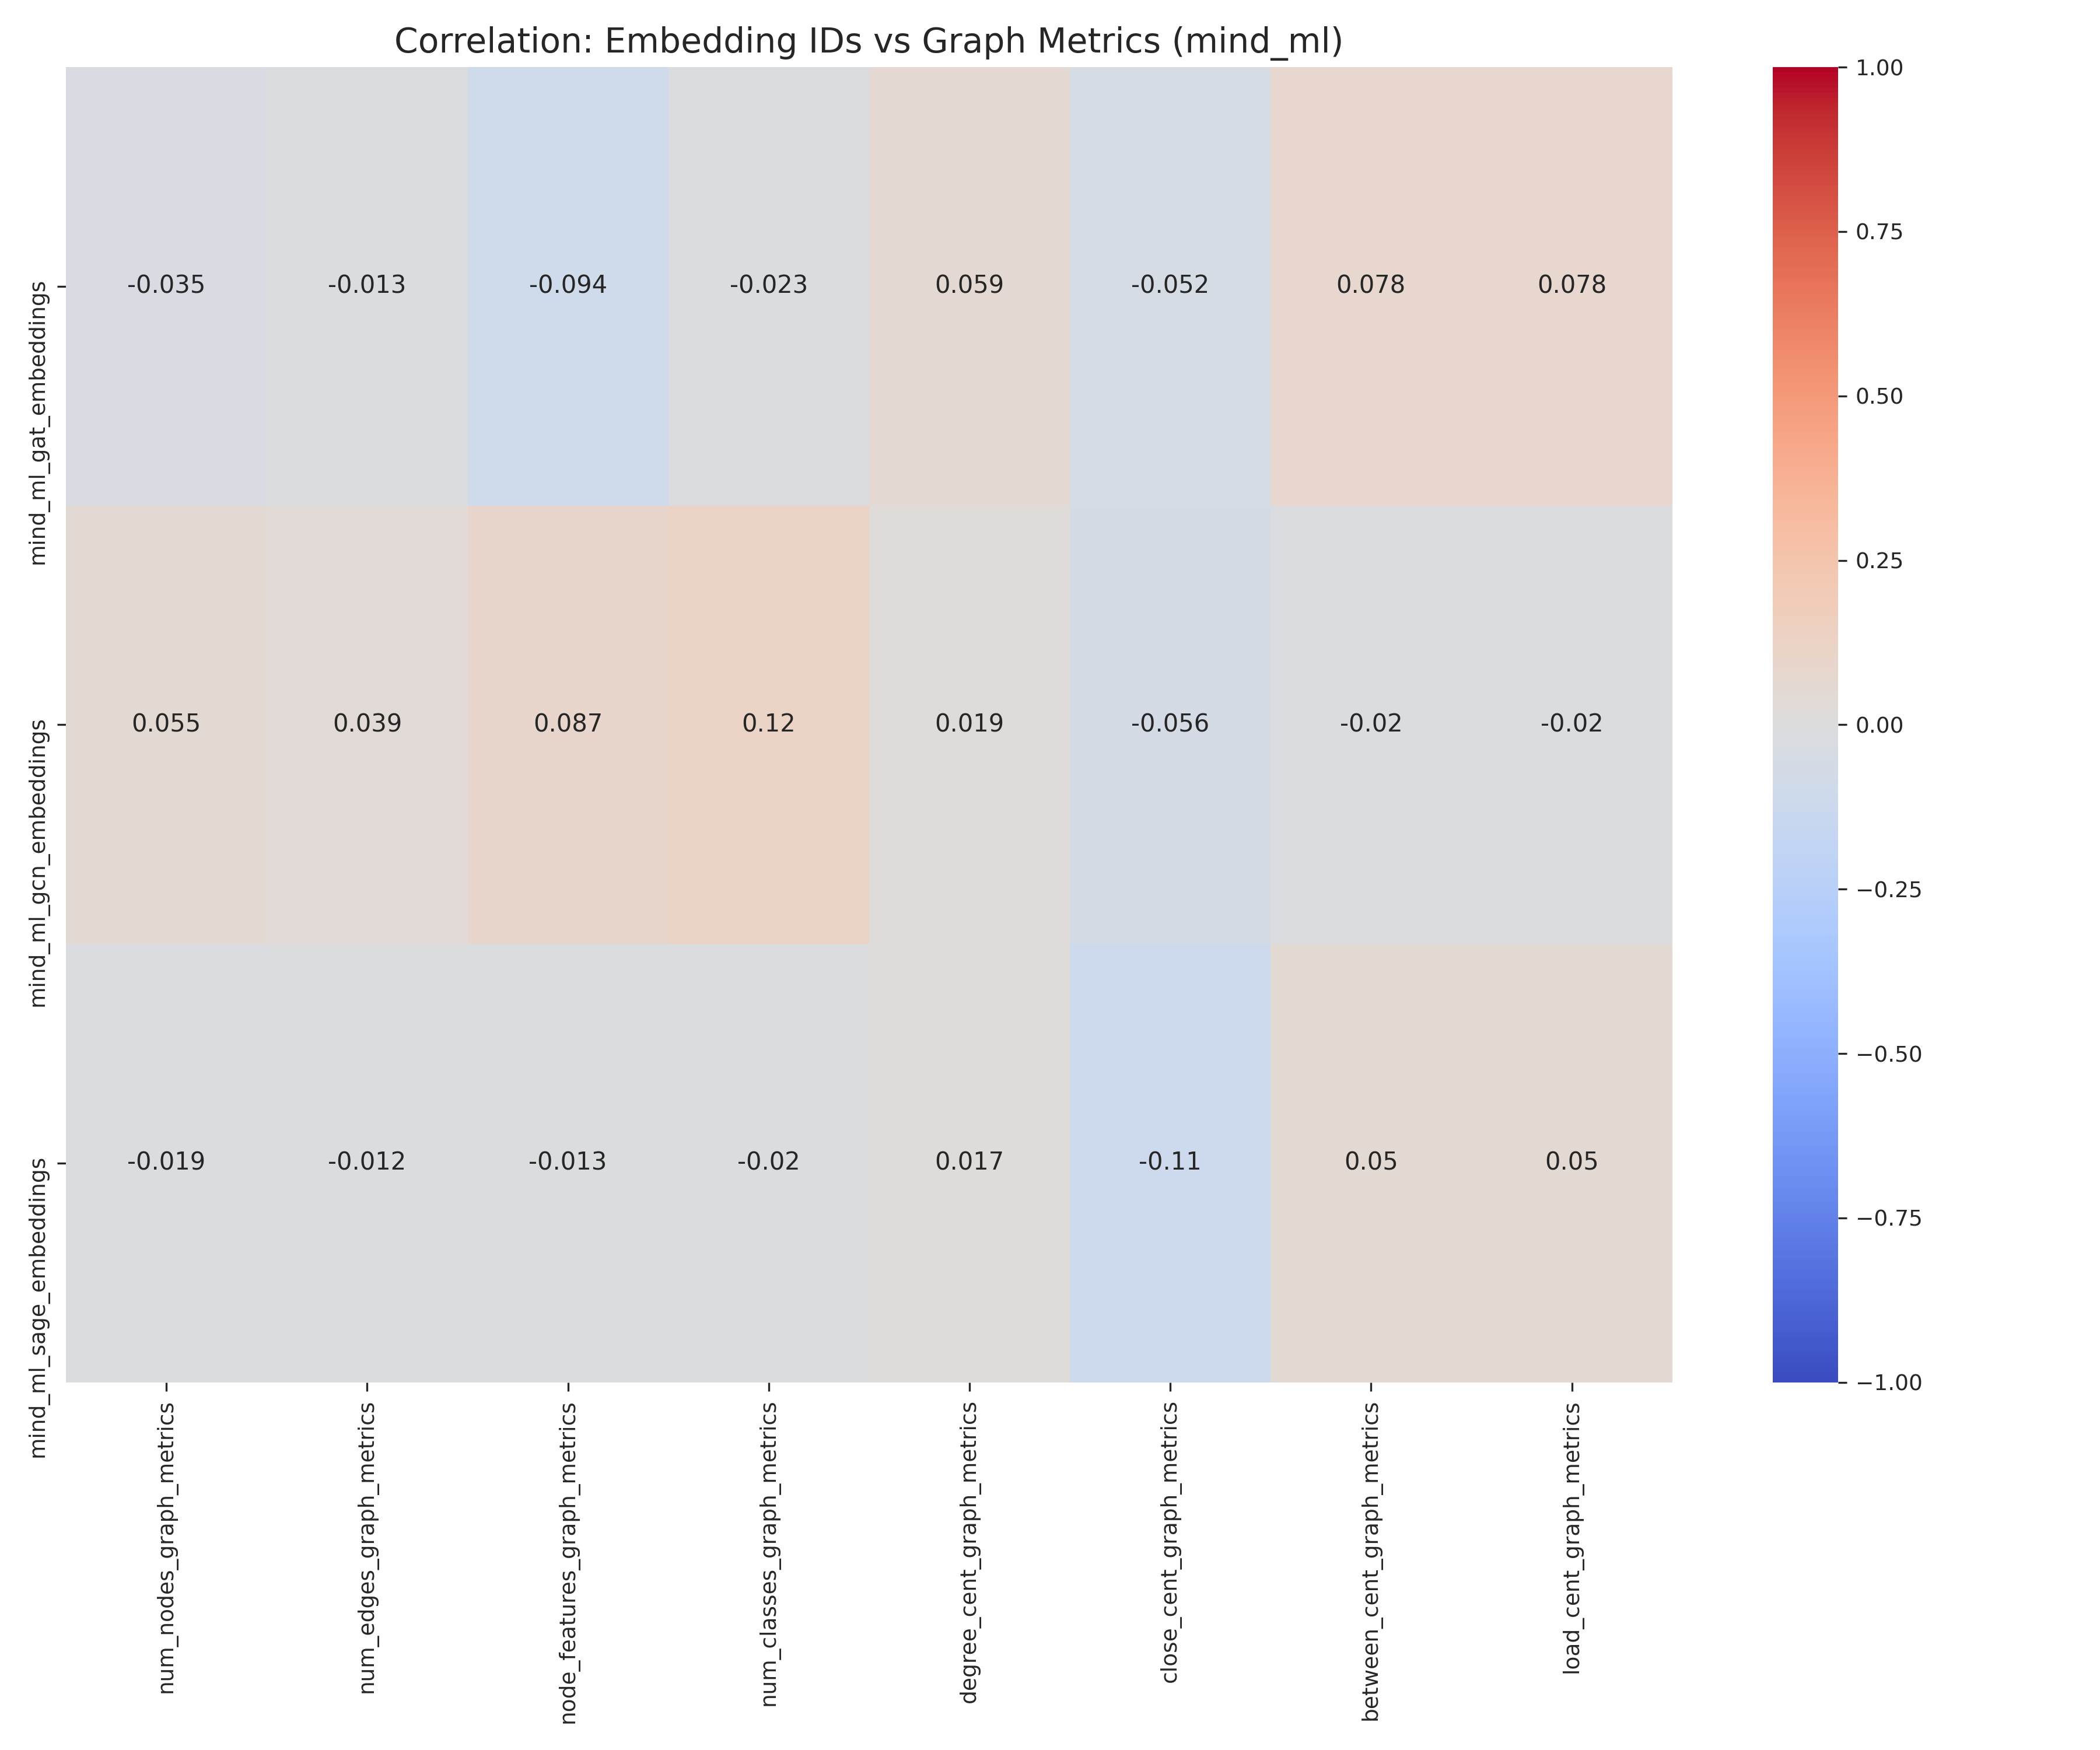 Correlation: Embedding IDs vs Graph Metrics (mind_ml)
mind_ml_gat_embeddings
-0.035 -0.013 -0.094 -0.023 0.059 -0.052 0.078 0.078
mind_ml_gcn_embeddings
0.055 0.039 0.087 0.12 0.019 -0.056 -0.02 -0.02
mind_ml_sage_embeddings
-0.019 -0.012 -0.013 -0.02 0.017 -0.11 0.05 0.05
num_nodes_graph_metrics
num_edges_graph_metrics
node_features_graph_metrics
num_classes_graph_metrics
degree_cent_graph_metrics
close_cent_graph_metrics
between_cent_graph_metrics
load_cent_graph_metrics
1.00
0.75
0.50
0.25
0.00
−0.25
−0.50
−0.75
−1.00